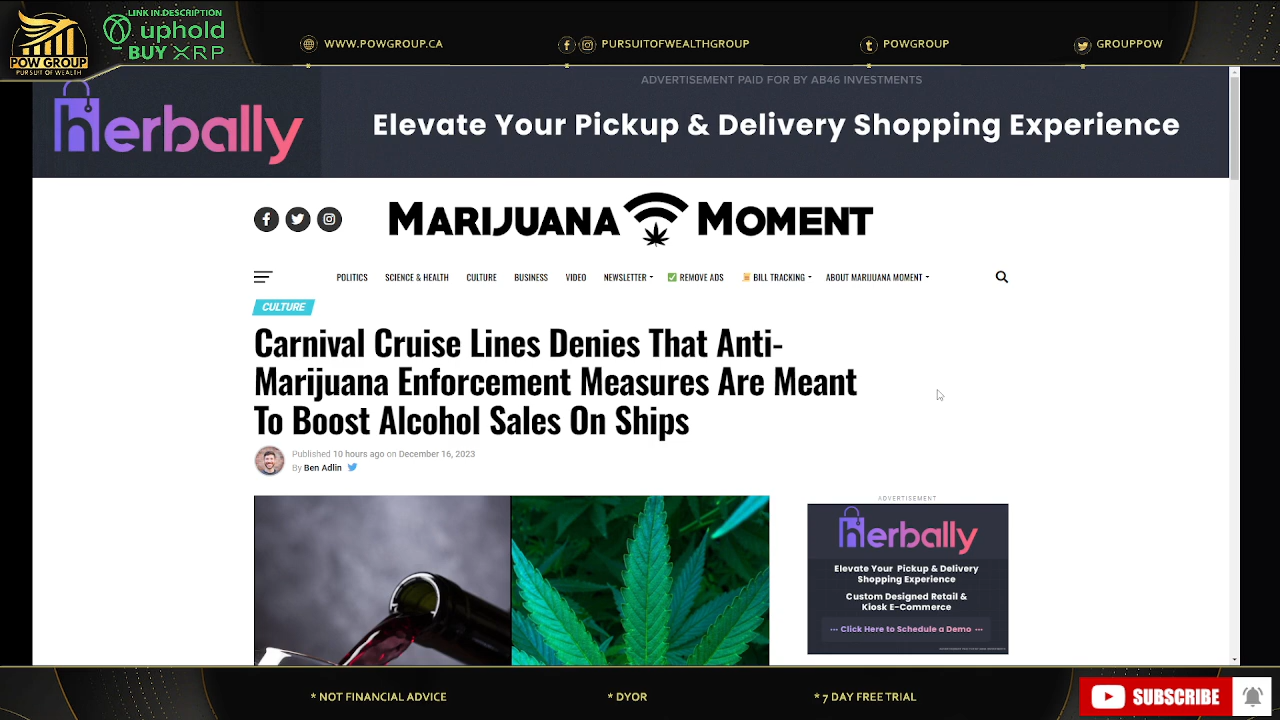 LINK IN DESCRIPTION
uphold
BUY XRP
POW GROUP
PURSUIT OF WEALTH
WWW.POWGROUP.CA
PURSUITOFWEALTHGROUP
POWGROUP
GROUPPOW
ADVERTISEMENT PAID FOR BY AB46 INVESTMENTS
herbally
Elevate Your Pickup & Delivery Shopping Experience
MARIJUANA MOMENT
POLITICS SCIENCE & HEALTH CULTURE BUSINESS VIDEO NEWSLETTER REMOVE ADS BILL TRACKING ABOUT MARIJUANA MOMENT
CULTURE
Carnival Cruise Lines Denies That Anti-
Marijuana Enforcement Measures Are Meant
To Boost Alcohol Sales On Ships
Published 10 hours ago on December 16, 2023
By Ben Adlin
ADVERTISEMENT
herbally
Elevate Your Pickup & Delivery
Shopping Experience
Custom Designed Retail &
Kiosk E-Commerce
••• Click Here to Schedule a Demo •••
* NOT FINANCIAL ADVICE
* DYOR
* 7 DAY FREE TRIAL
SUBSCRIBE